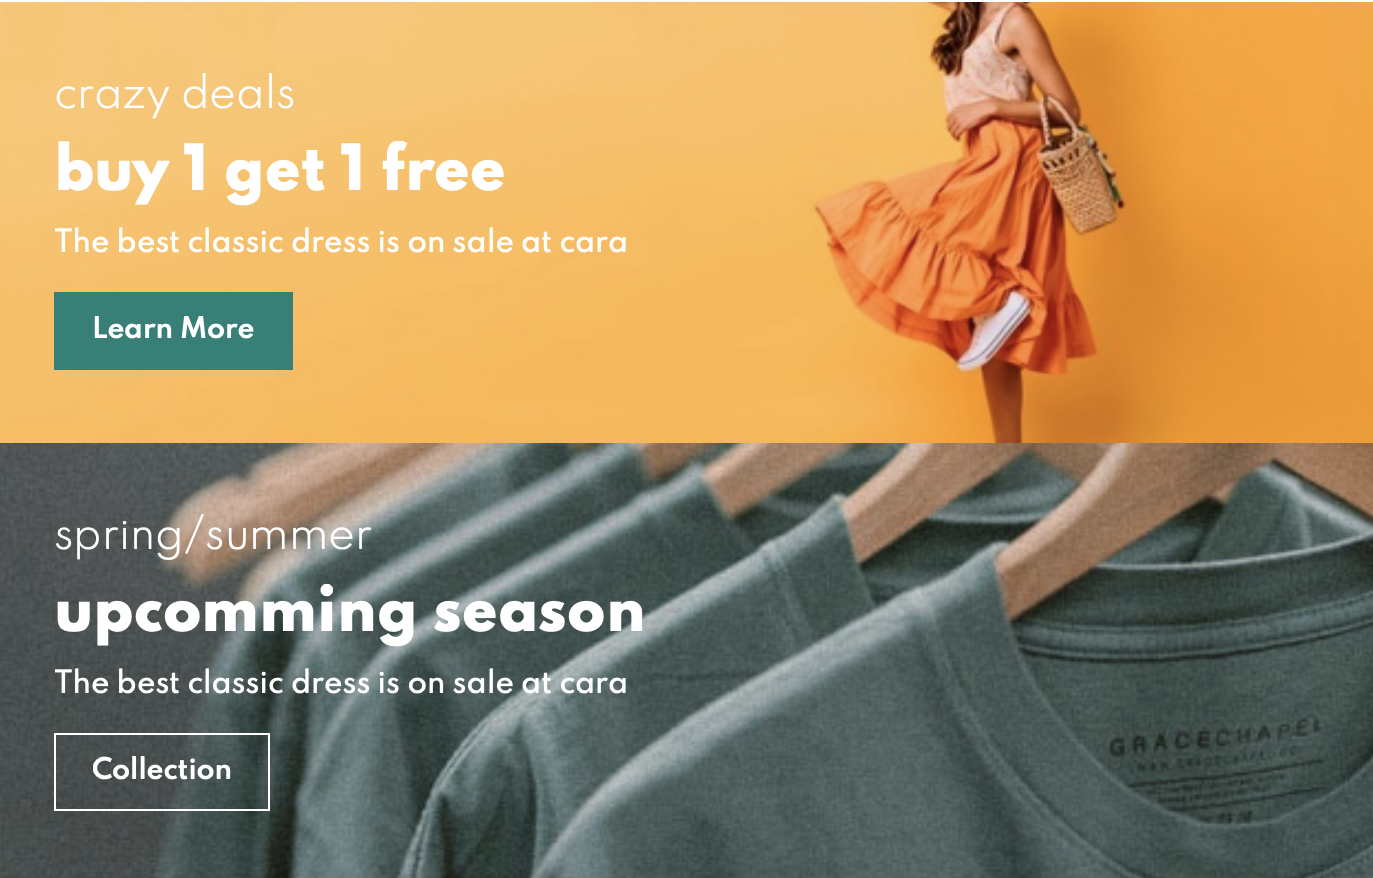 crazy deals
buy 1 get 1 free
The best classic dress is on sale at cara
Learn More
spring/summer
upcomming season
The best classic dress is on sale at cara
Collection
GRACECHAPEL